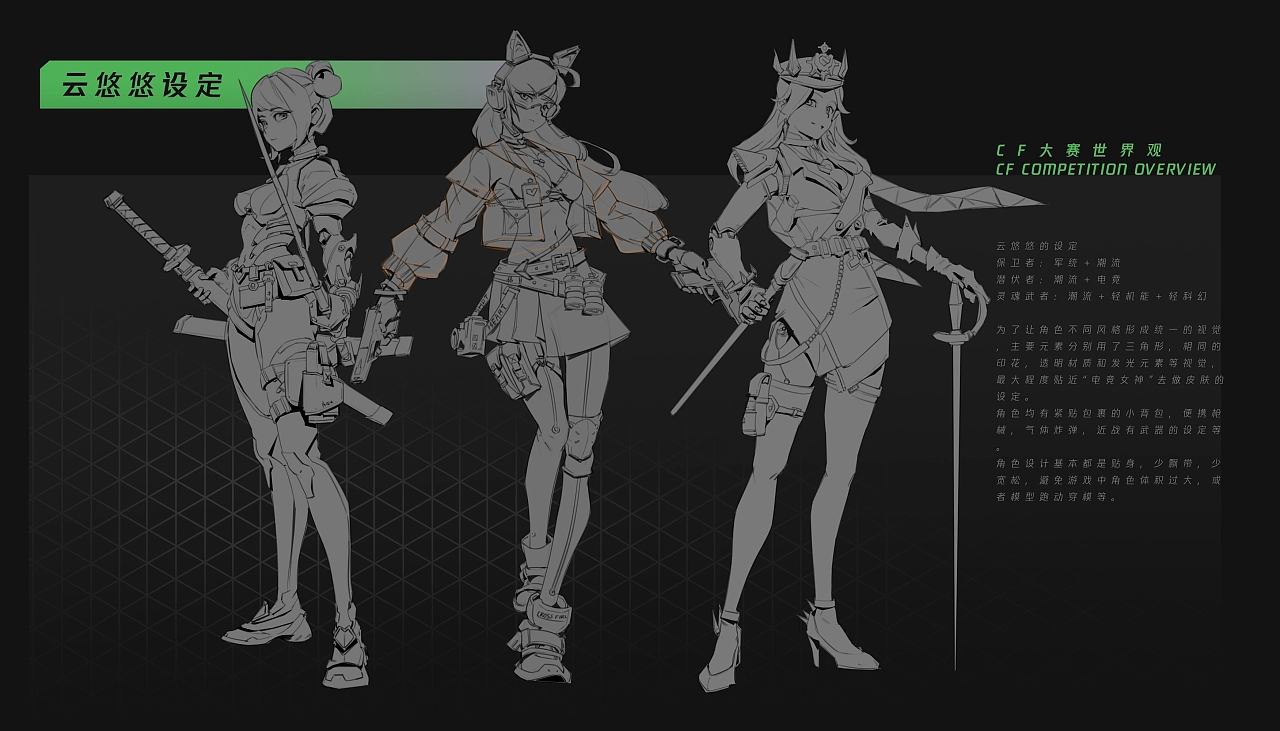 云悠悠设定
CF大赛世界观
CF COMPETITION OVERVIEW
云悠悠的设定
保卫者：军统+潮流
潜伏者：潮流+电竞
灵魂武者：潮流+轻机能+轻科幻
为了让角色不同风格形成统一的视觉
，主要元素分别用了三角形，相同的
印花，透明材质和发光元素等视觉，
最大程度贴近“电竞女神”去做皮肤的
设定。
角色均有紧贴包裹的小背包，便携枪
械，气体炸弹，近战有武器的设定等
。
角色设计基本都是贴身，少飘带，少
宽松，避免游戏中角色体积过大，或
者模型跑动穿模等。
HEART
CROSS FIRE